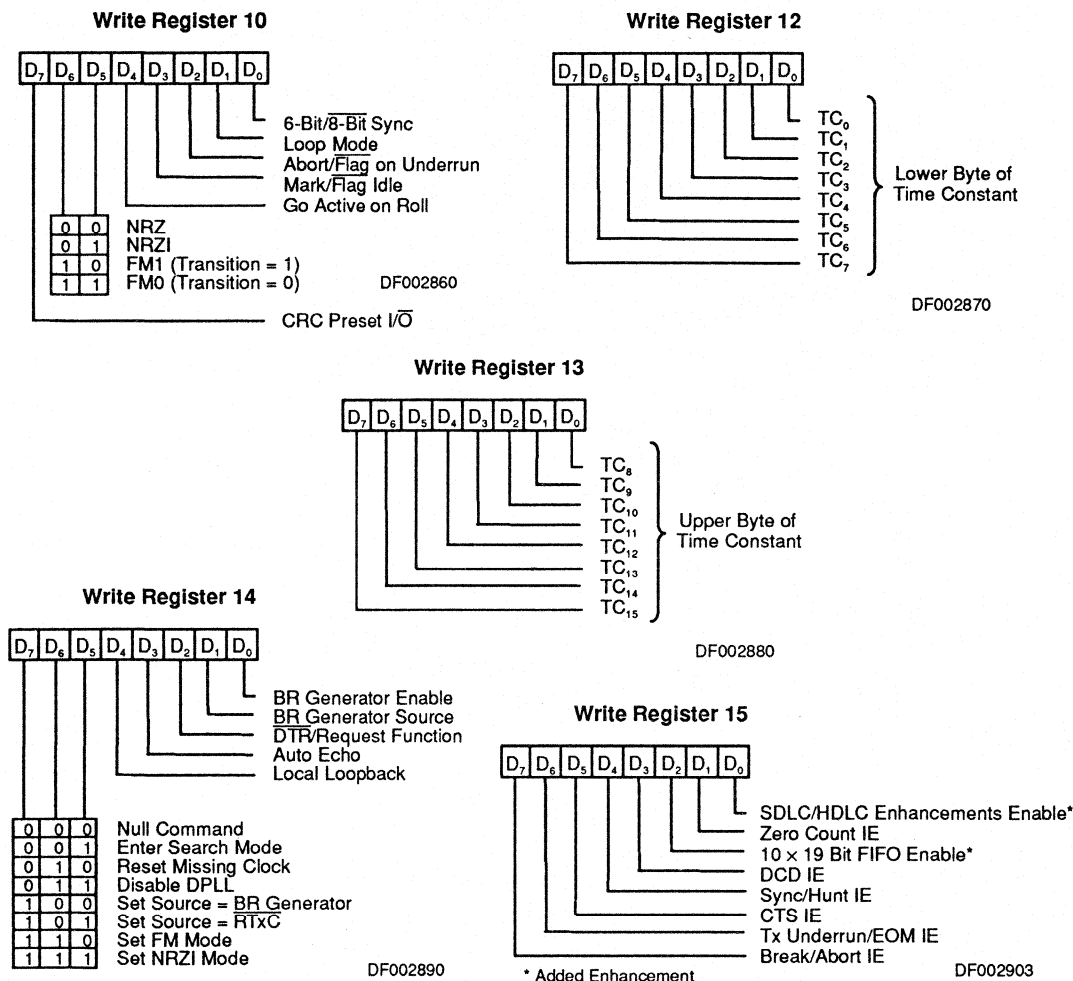 Write Register 10
D7 D6 D5 D4 D3 D2 D1 D0
6-Bit/8-Bit Sync
Loop Mode
Abort/Flag on Underrun
Mark/Flag Idle
Go Active on Roll
0 0 NRZ
0 1 NRZI
1 0 FM1 (Transition = 1)
1 1 FM0 (Transition = 0)
DF002860
CRC Preset I/O
Write Register 12
D7 D6 D5 D4 D3 D2 D1 D0
TC0
TC1
TC2
TC3
TC4
TC5
TC6
TC7
Lower Byte of
Time Constant
DF002870
Write Register 13
D7 D6 D5 D4 D3 D2 D1 D0
TC8
TC9
TC10
TC11
TC12
TC13
TC14
TC15
Upper Byte of
Time Constant
DF002880
Write Register 14
D7 D6 D5 D4 D3 D2 D1 D0
BR Generator Enable
BR Generator Source
DTR/Request Function
Auto Echo
Local Loopback
0 0 0 Null Command
0 0 1 Enter Search Mode
0 1 0 Reset Missing Clock
0 1 1 Disable DPLL
1 0 0 Set Source = BR Generator
1 0 1 Set Source = RTxC
1 1 0 Set FM Mode
1 1 1 Set NRZI Mode
DF002890
Write Register 15
D7 D6 D5 D4 D3 D2 D1 D0
SDLC/HDLC Enhancements Enable*
Zero Count IE
10 × 19 Bit FIFO Enable*
DCD IE
Sync/Hunt IE
CTS IE
Tx Underrun/EOM IE
Break/Abort IE
* Added Enhancement
DF002903